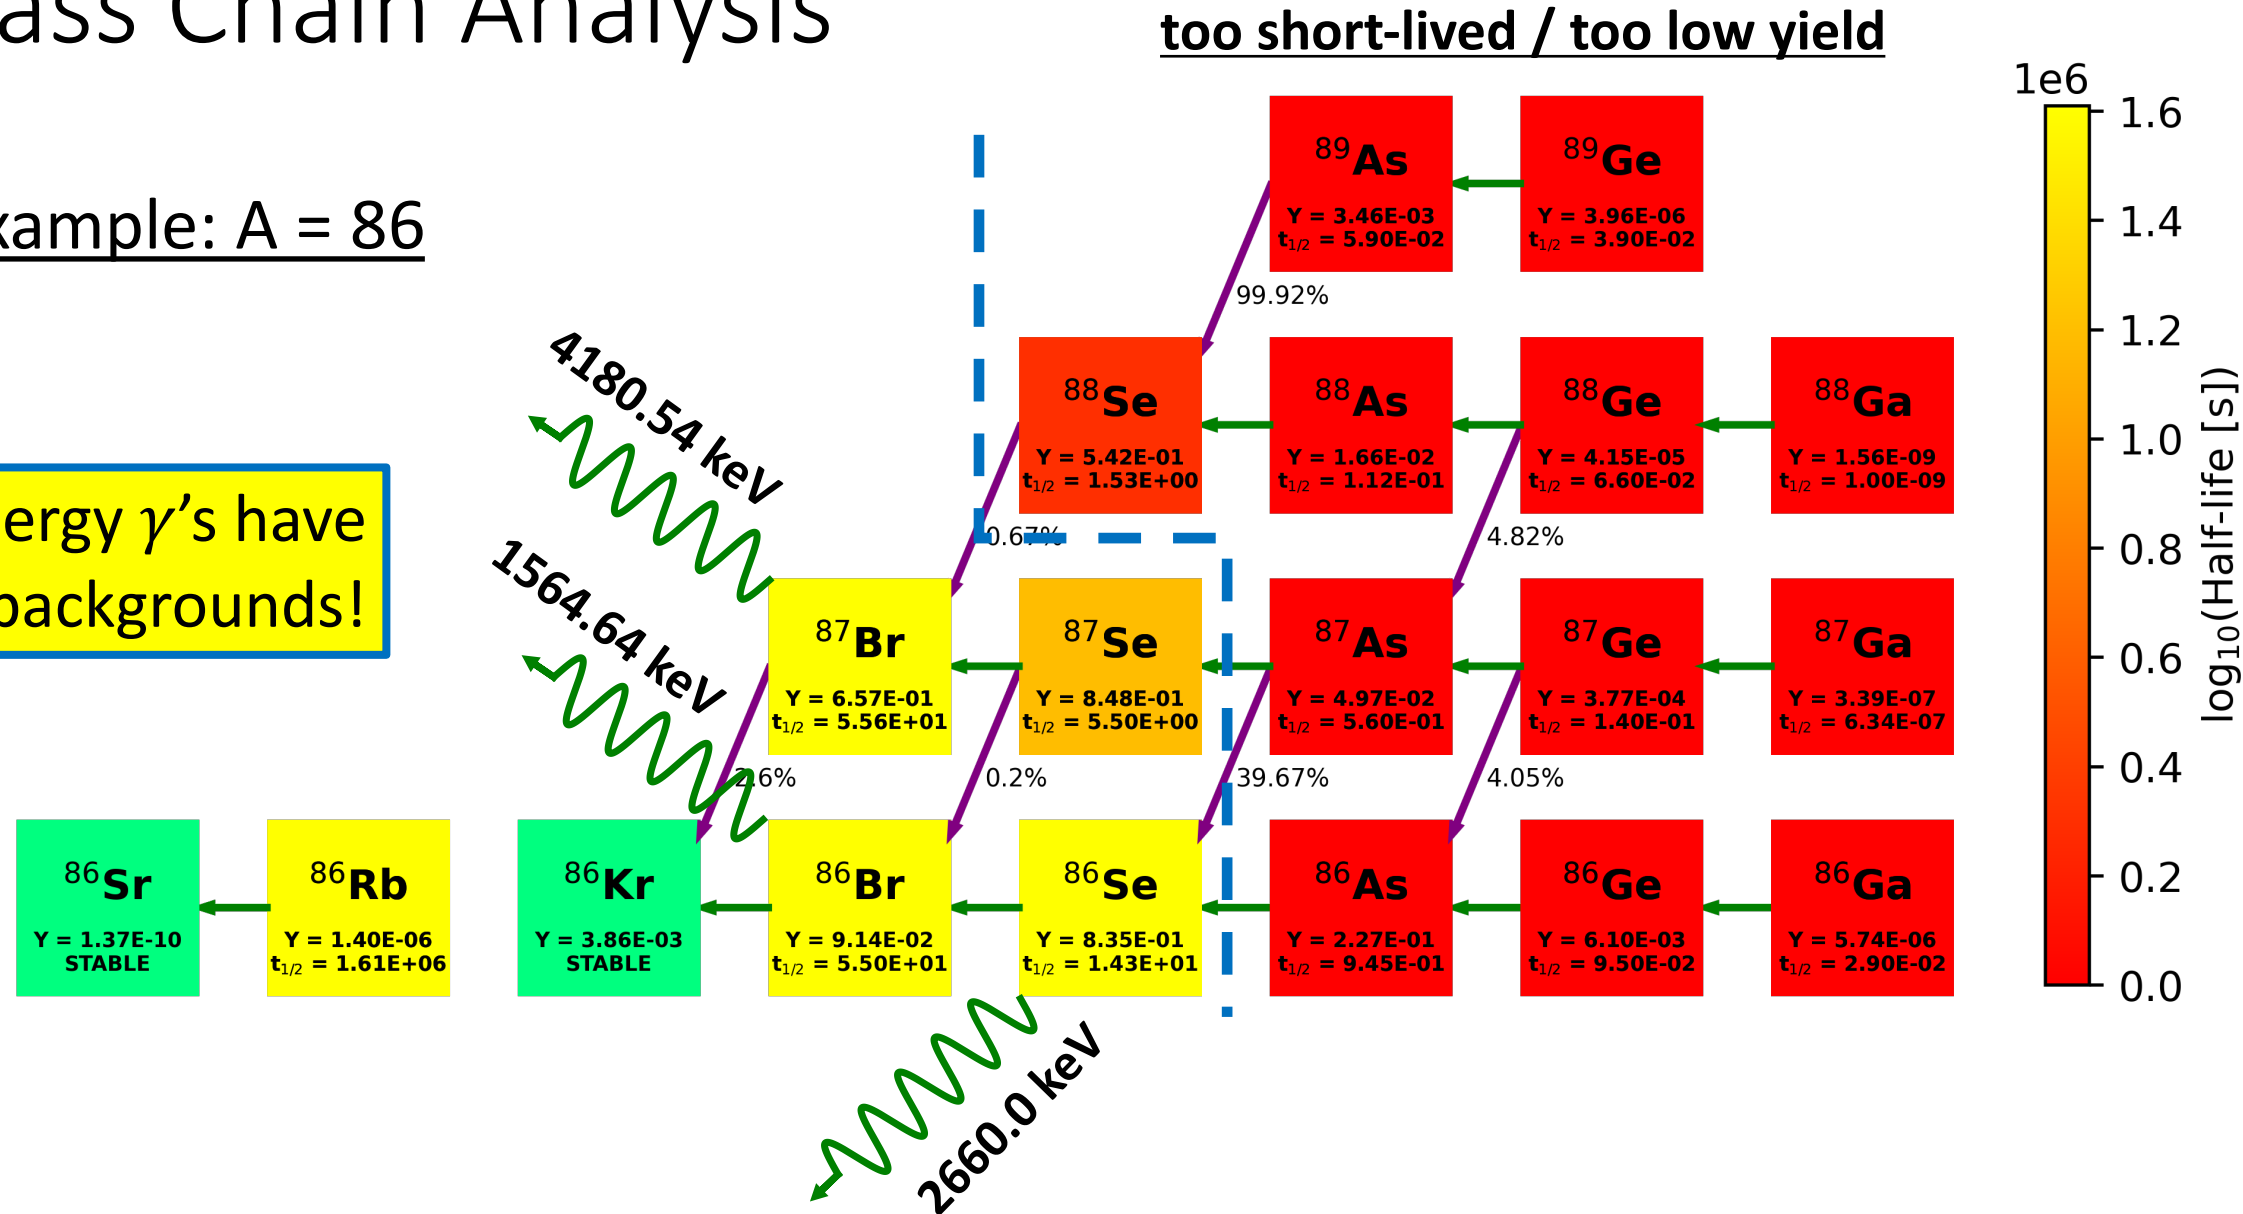 ass Chain Analysis
too short-lived / too low yield
xample: A = 86
ergy γ’s have
backgrounds!
4180.54 keV
1564.64 keV
2660.0 keV
89As
Y = 3.46E-03
t1/2 = 5.90E-02
89Ge
Y = 3.96E-06
t1/2 = 3.90E-02
99.92%
88Se
Y = 5.42E-01
t1/2 = 1.53E+00
88As
Y = 1.66E-02
t1/2 = 1.12E-01
88Ge
Y = 4.15E-05
t1/2 = 6.60E-02
88Ga
Y = 1.56E-09
t1/2 = 1.00E-09
0.67%
4.82%
87Br
Y = 6.57E-01
t1/2 = 5.56E+01
87Se
Y = 8.48E-01
t1/2 = 5.50E+00
87As
Y = 4.97E-02
t1/2 = 5.60E-01
87Ge
Y = 3.77E-04
t1/2 = 1.40E-01
87Ga
Y = 3.39E-07
t1/2 = 6.34E-07
2.6%
0.2%
39.67%
4.05%
86Sr
Y = 1.37E-10
STABLE
86Rb
Y = 1.40E-06
t1/2 = 1.61E+06
86Kr
Y = 3.86E-03
STABLE
86Br
Y = 9.14E-02
t1/2 = 5.50E+01
86Se
Y = 8.35E-01
t1/2 = 1.43E+01
86As
Y = 2.27E-01
t1/2 = 9.45E-01
86Ge
Y = 6.10E-03
t1/2 = 9.50E-02
86Ga
Y = 5.74E-06
t1/2 = 2.90E-02
1e6
1.6
1.4
1.2
1.0
0.8
0.6
0.4
0.2
0.0
log10(Half-life [s])